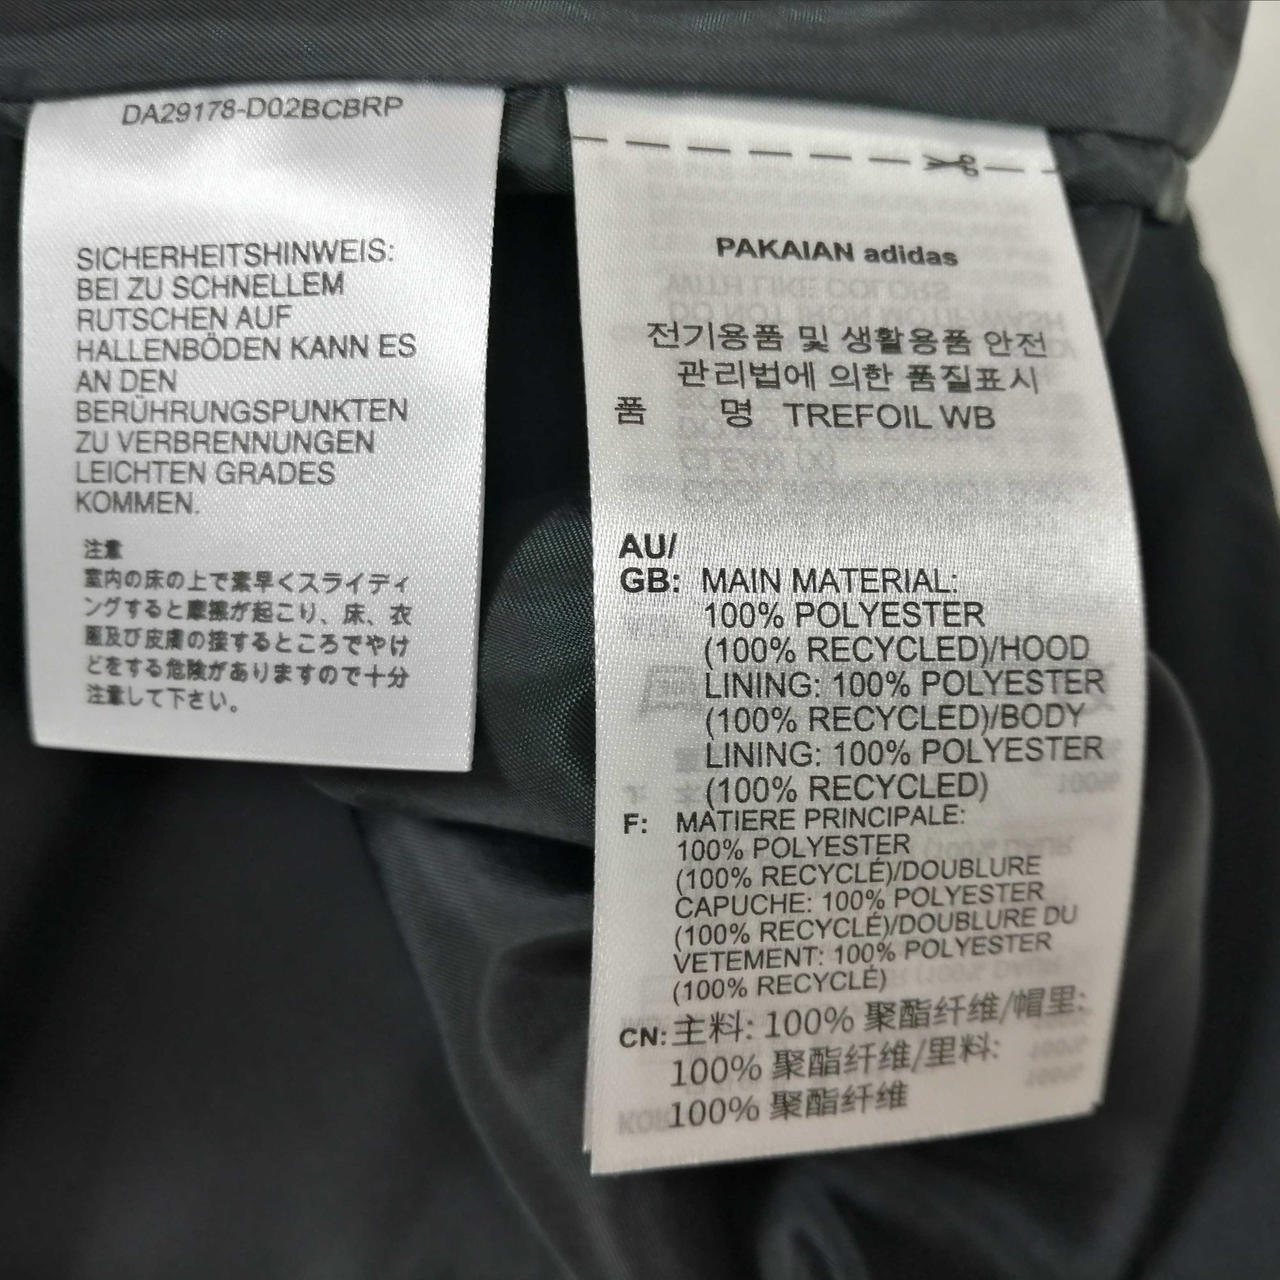 DA29178-D02BCBRP
SICHERHEITSHINWEIS:
BEI ZU SCHNELLEM
RUTSCHEN AUF
HALLENBÖDEN KANN ES
AN DEN
BERÜHRUNGSPUNKTEN
ZU VERBRENNUNGEN
LEICHTEN GRADES
KOMMEN.
注意
室内の床の上で素早くスライディ
ングすると摩擦が起こり、床、衣
服及び皮膚の接するところでやけ
どをする危険がありますので十分
注意して下さい。
PAKAIAN adidas
전기용품 및 생활용품 안전
관리법에 의한 품질표시
품 명 TREFOIL WB
AU/
GB: MAIN MATERIAL:
100% POLYESTER
(100% RECYCLED)/HOOD
LINING: 100% POLYESTER
(100% RECYCLED)/BODY
LINING: 100% POLYESTER
(100% RECYCLED)
F: MATIERE PRINCIPALE:
100% POLYESTER
(100% RECYCLÉ)/DOUBLURE
CAPUCHE: 100% POLYESTER
(100% RECYCLÉ)/DOUBLURE DU
VETEMENT: 100% POLYESTER
(100% RECYCLÉ)
CN: 主料: 100% 聚酯纤维/帽里:
100% 聚酯纤维/里料:
100% 聚酯纤维